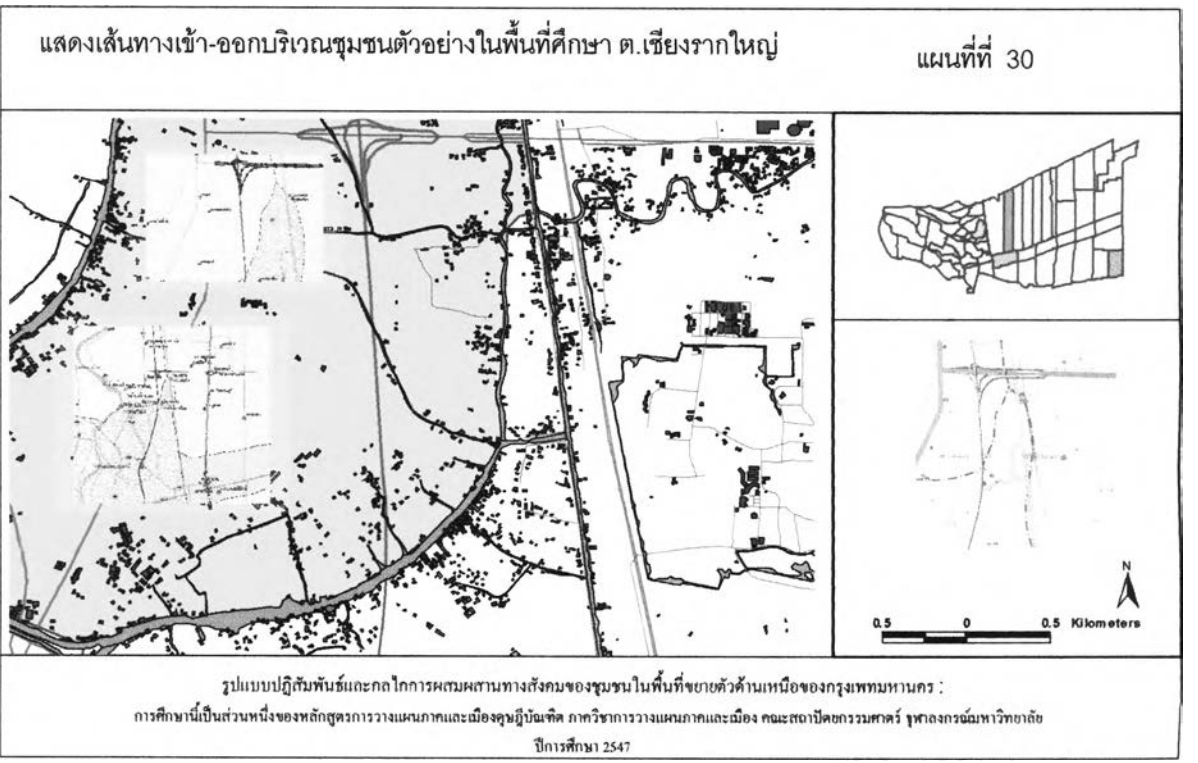 แสดงเส้นทางเข้า-ออกบริเวณชุมชนตัวอย่างในพื้นที่ศึกษา ต.เชียงรากใหญ่
แผนที่ที่ 30
N
0.5 0 0.5 Kilometers
รูปแบบปฏิสัมพันธ์และกลไกการผสมผสานทางสังคมของชุมชนในพื้นที่ขยายตัวด้านเหนือของกรุงเทพมหานคร :
การศึกษานี้เป็นส่วนหนึ่งของหลักสูตรการวางแผนภาคและเมืองดุษฎีบัณฑิต ภาควิชาการวางแผนภาคและเมือง คณะสถาปัตยกรรมศาตร์ จุฬาลงกรณ์มหาวิทยาลัย
ปีการศึกษา 2547